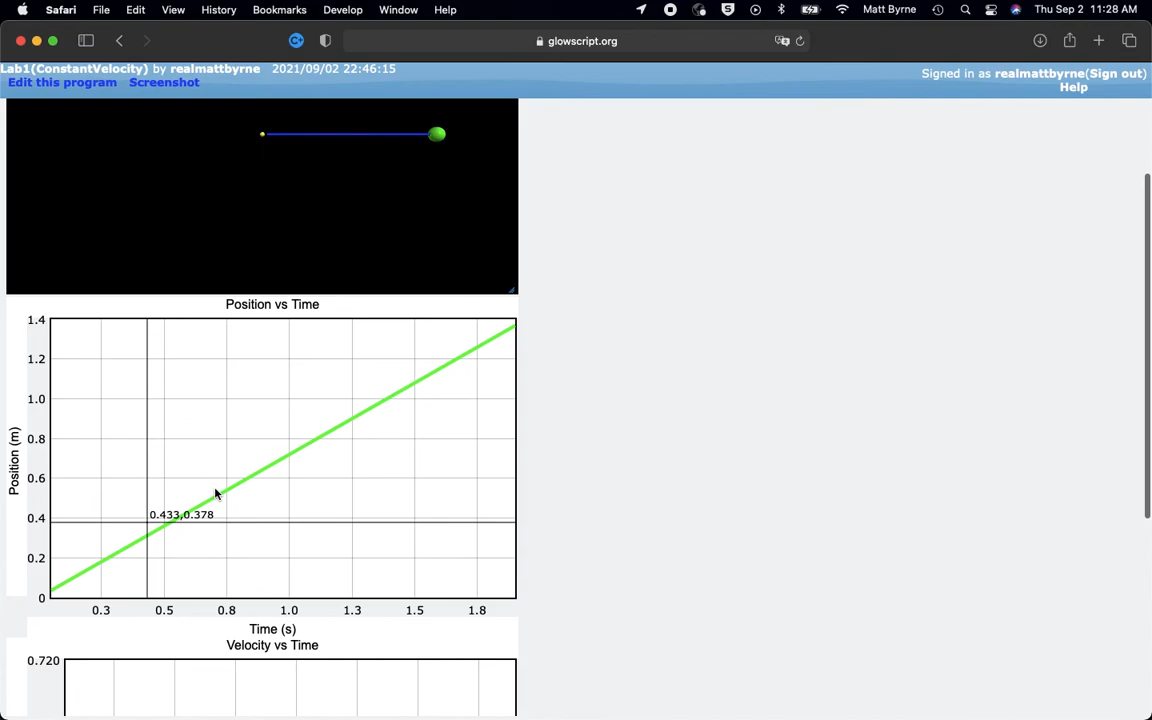 Safari File Edit View History Bookmarks Develop Window Help S Matt Byrne Thu Sep 2 11:28 AM
glowscript.org
Lab1(ConstantVelocity) by realmattbyrne 2021/09/02 22:46:15
Signed in as realmattbyrne(Sign out)
Edit this program Screenshot
Help
Position vs Time
1.4
1.2
1.0
0.8
0.6
0.4
0.2
0
Position (m)
0.433,0.378
0.3 0.5 0.8 1.0 1.3 1.5 1.8
Time (s)
Velocity vs Time
0.720